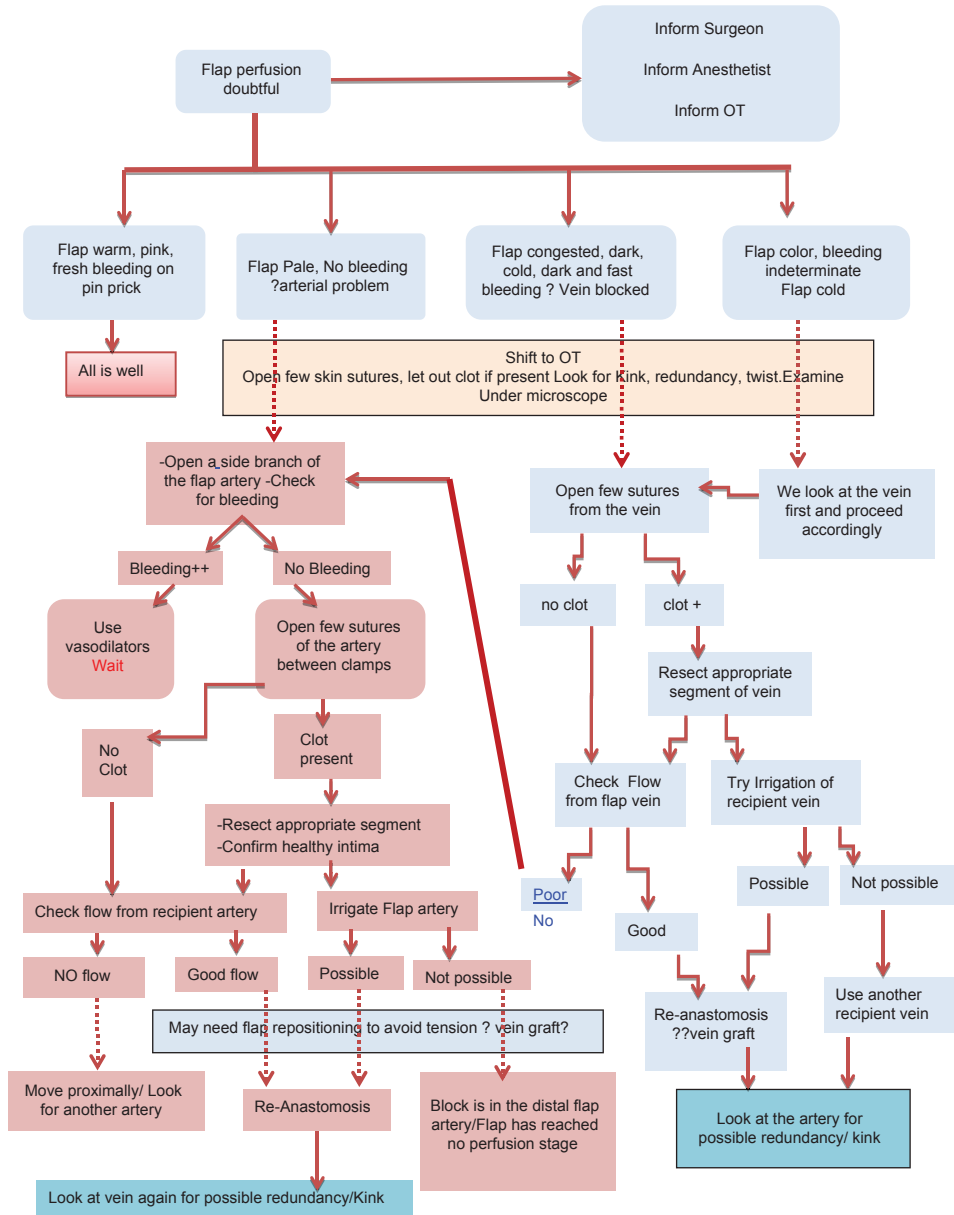 Inform Surgeon
Inform Anesthetist
Inform OT
Flap perfusion
doubtful
Flap warm, pink,
fresh bleeding on
pin prick
Flap Pale, No bleeding
?arterial problem
Flap congested, dark,
cold, dark and fast
bleeding ? Vein blocked
Flap color, bleeding
indeterminate
Flap cold
All is well
Shift to OT
Open few skin sutures, let out clot if present Look for Kink, redundancy, twist.Examine
Under microscope
-Open a side branch of
the flap artery -Check
for bleeding
Open few sutures
from the vein
We look at the vein
first and proceed
accordingly
Bleeding++
No Bleeding
no clot
clot +
Use
vasodilators
Wait
Open few sutures
of the artery
between clamps
Resect appropriate
segment of vein
No
Clot
Clot
present
Check Flow
from flap vein
Try Irrigation of
recipient vein
-Resect appropriate segment
-Confirm healthy intima
Poor
No
Good
Possible
Not possible
Check flow from recipient artery
Irrigate Flap artery
NO flow
Good flow
Possible
Not possible
Re-anastomosis
??vein graft
Use another
recipient vein
May need flap repositioning to avoid tension ? vein graft?
Move proximally/ Look
for another artery
Re-Anastomosis
Block is in the distal flap
artery/Flap has reached
no perfusion stage
Look at the artery for
possible redundancy/ kink
Look at vein again for possible redundancy/Kink